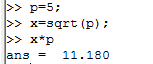 >> p=5;
>> x=sqrt(p);
>> x*p
ans =  11.180